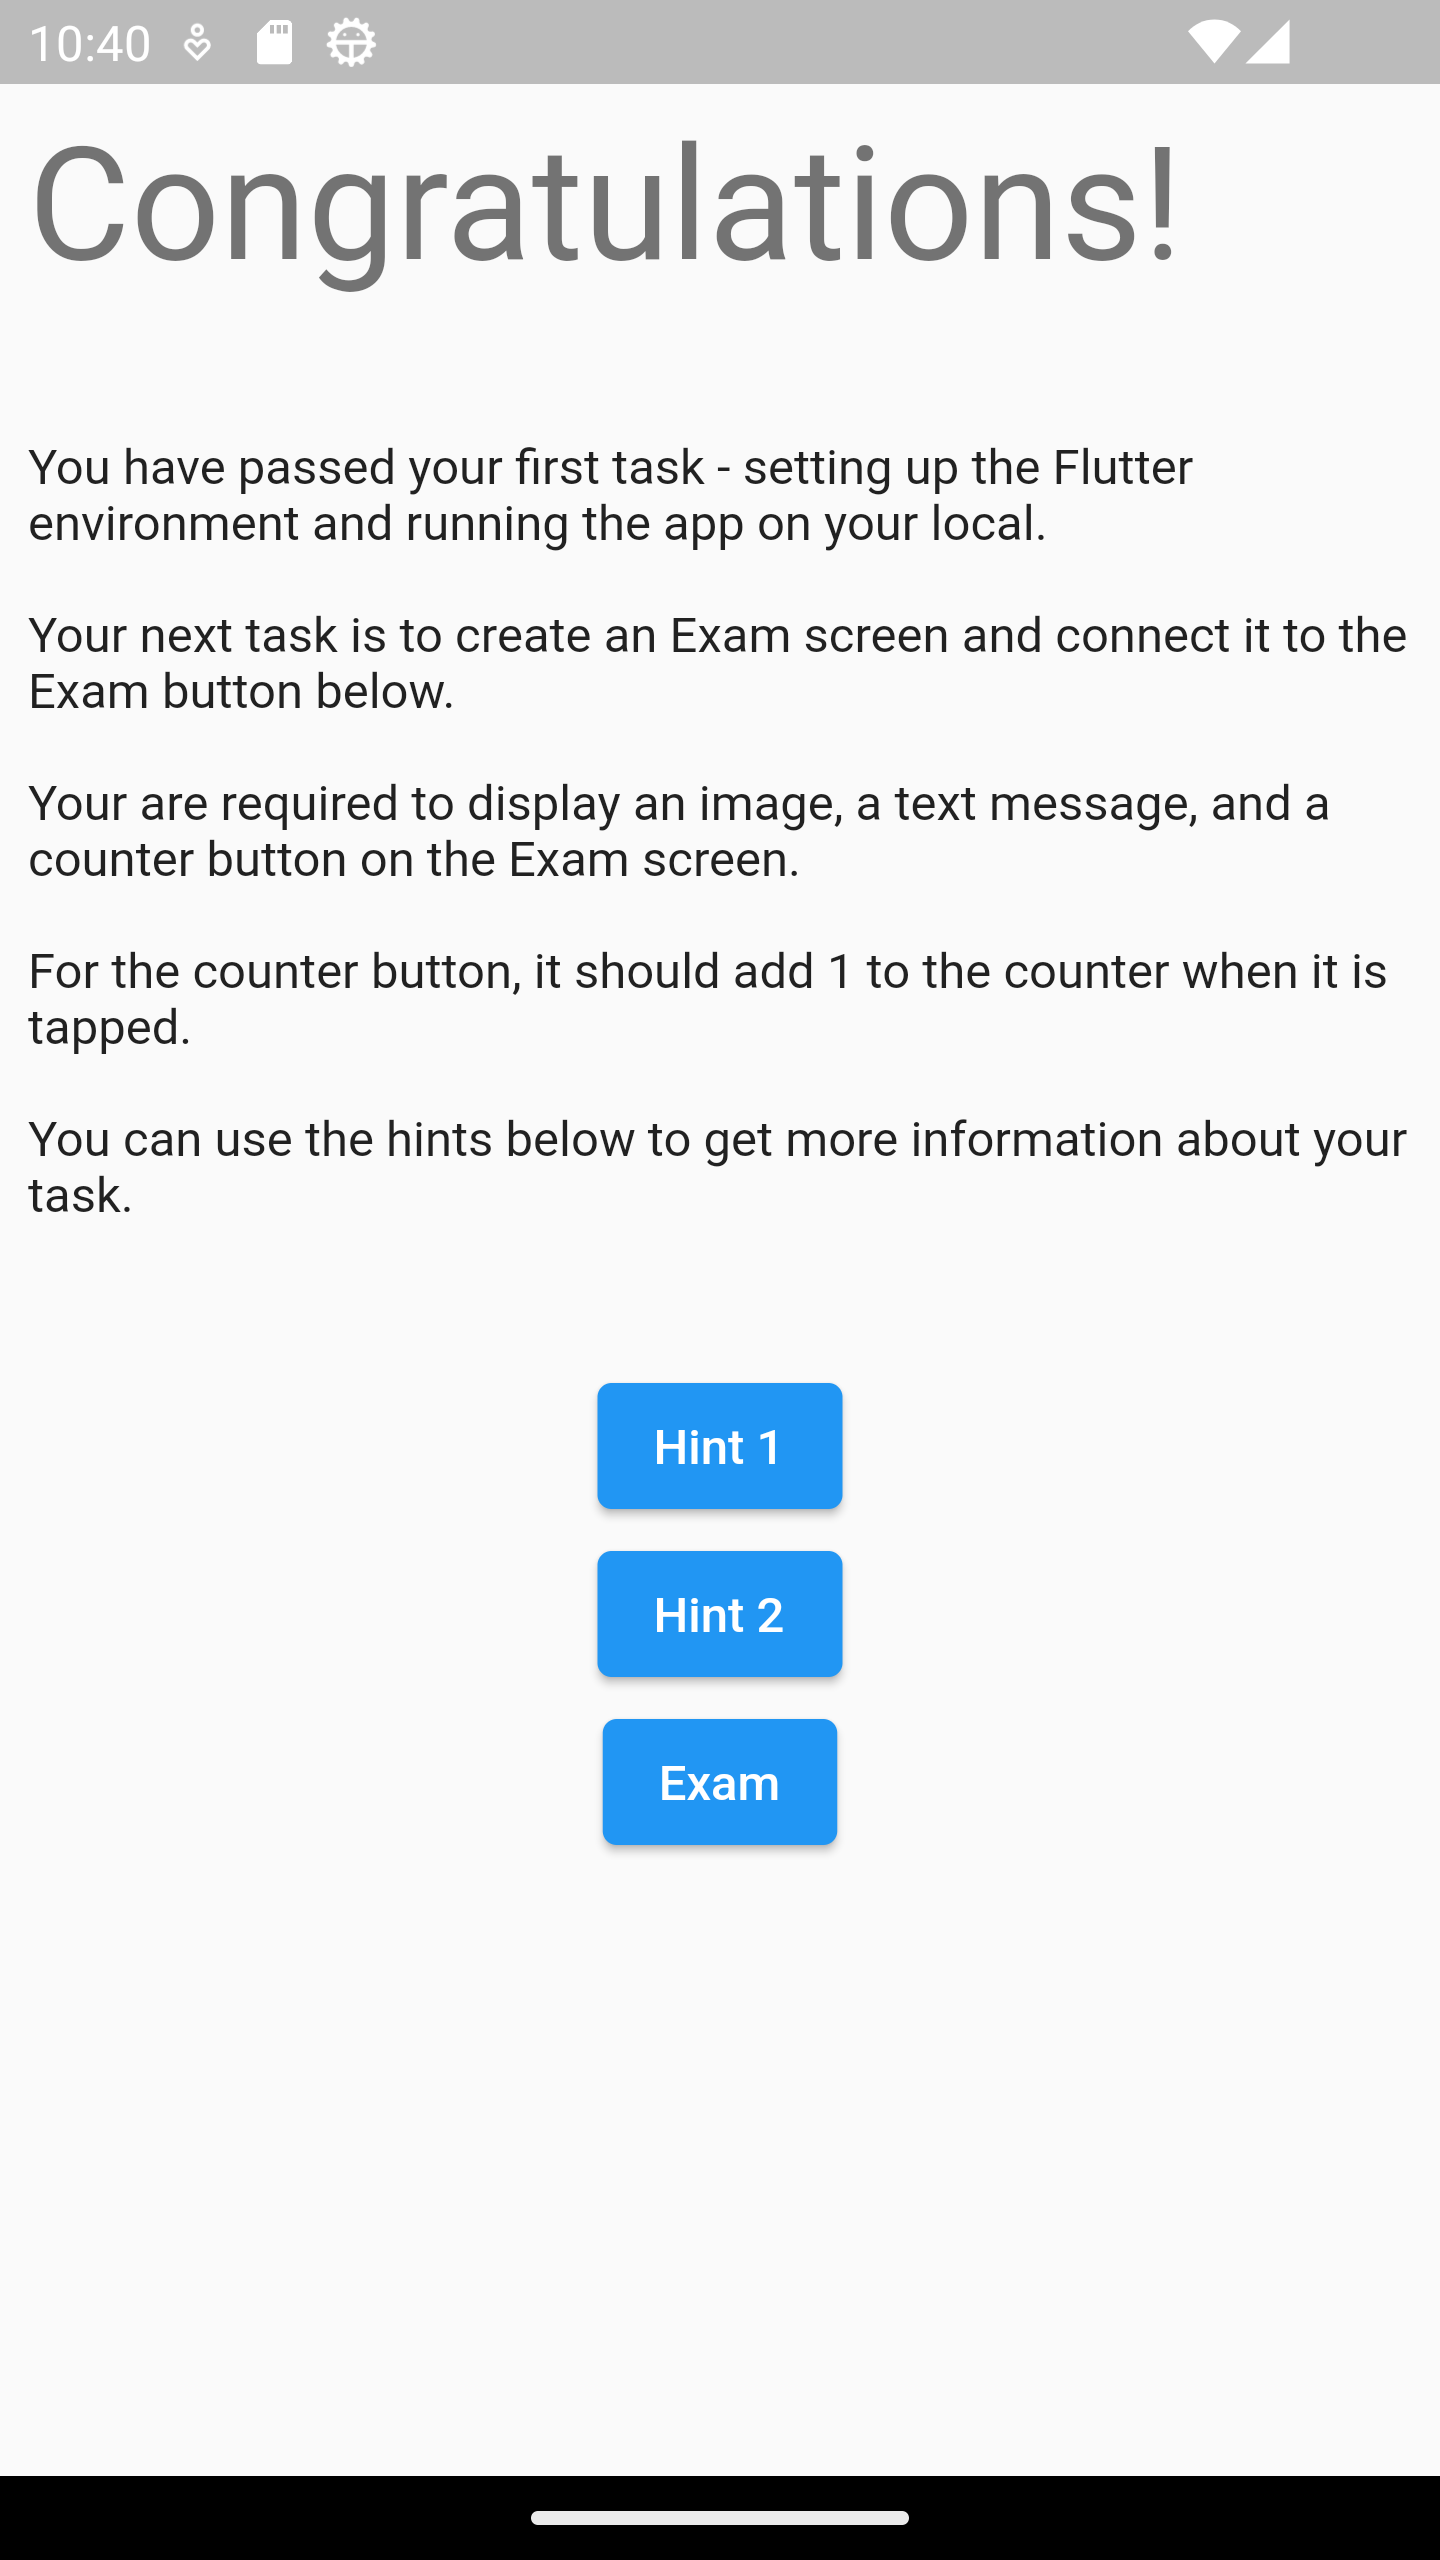 10:40
Congratulations!
You have passed your first task - setting up the Flutter
environment and running the app on your local.
Your next task is to create an Exam screen and connect it to the
Exam button below.
Your are required to display an image, a text message, and a
counter button on the Exam screen.
For the counter button, it should add 1 to the counter when it is
tapped.
You can use the hints below to get more information about your
task.
Hint 1
Hint 2
Exam